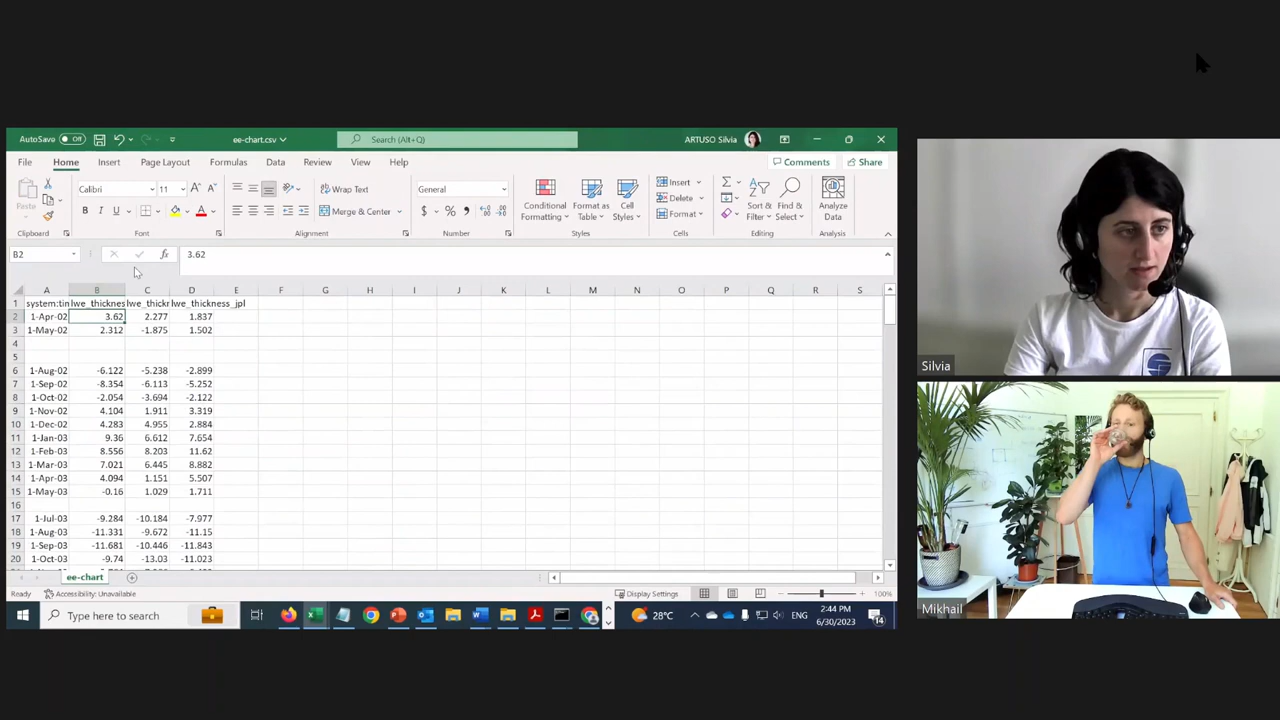 AutoSave Off ee-chart.csv Search (Alt+Q) ARTUSO Silvia
File Home Insert Page Layout Formulas Data Review View Help Comments Share
Paste Calibri 11 Wrap Text General Conditional Formatting Format as Table Cell Styles Insert Delete Format Sort & Filter Find & Select Analyze Data
B I U A Merge & Center $ % 9
Clipboard Font Alignment Number Styles Cells Editing Analysis
B2 fx 3.62
A B C D E F G H I J K L M N O P Q R S
1 system:tin lwe_thicknes lwe_thickr lwe_thickness_jpl
2 1-Apr-02 3.62 2.277 1.837
3 1-May-02 2.312 -1.875 1.502
4
5
6 1-Aug-02 -6.122 -5.238 -2.899
7 1-Sep-02 -8.354 -6.113 -5.252
8 1-Oct-02 -2.054 -3.694 -2.122
9 1-Nov-02 4.104 1.911 3.319
10 1-Dec-02 4.283 4.955 2.884
11 1-Jan-03 9.36 6.612 7.654
12 1-Feb-03 8.556 8.203 11.62
13 1-Mar-03 7.021 6.445 8.882
14 1-Apr-03 4.094 1.151 5.507
15 1-May-03 -0.16 1.029 1.711
16
17 1-Jul-03 -9.284 -10.184 -7.977
18 1-Aug-03 -11.331 -9.672 -11.15
19 1-Sep-03 -11.681 -10.446 -11.843
20 1-Oct-03 -9.74 -13.03 -11.023
ee-chart
Ready Accessibility: Unavailable Display Settings 100%
Type here to search 28°C ENG 2:44 PM 6/30/2023 14
Silvia
Mikhail